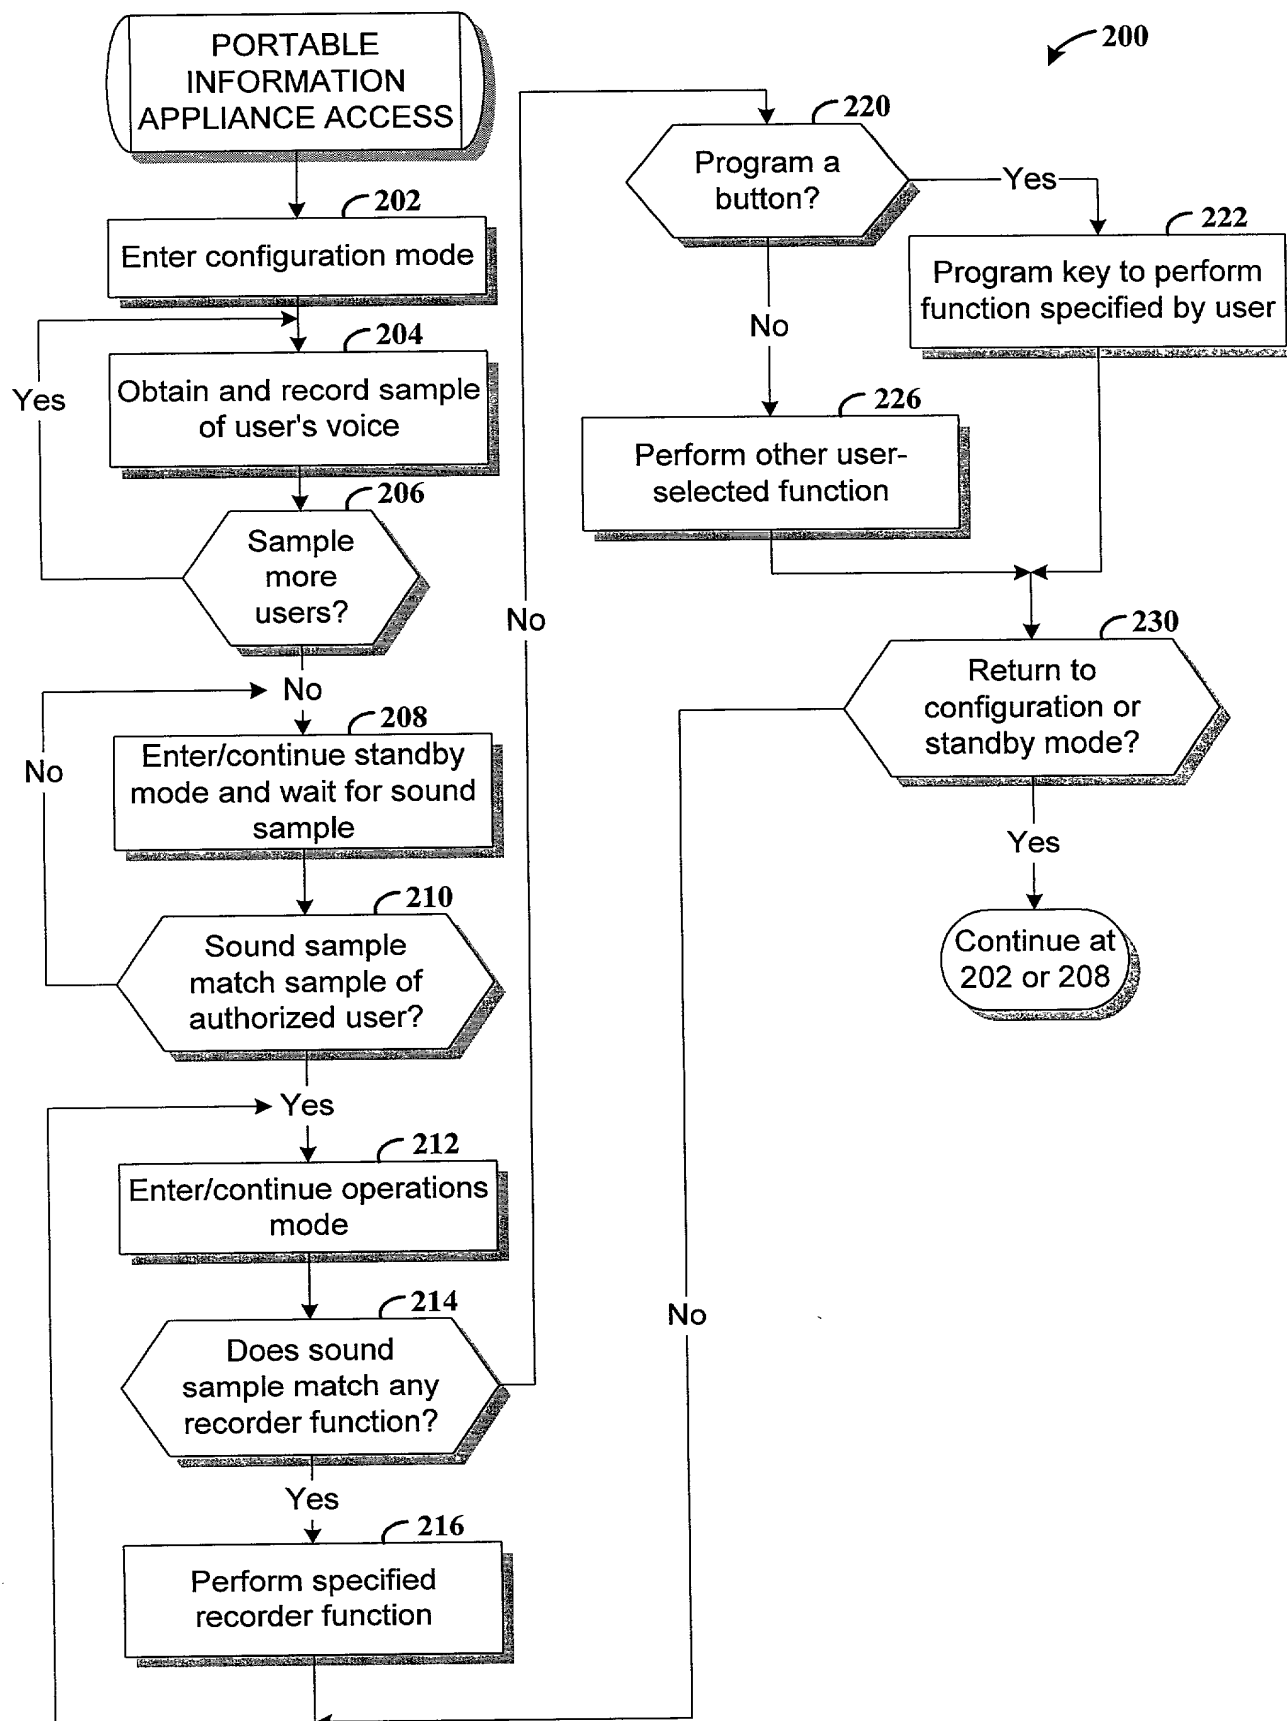 PORTABLE
INFORMATION
APPLIANCE ACCESS
202
Enter configuration mode
204
Obtain and record sample
of user's voice
Yes
206
Sample
more
users?
No
208
Enter/continue standby
mode and wait for sound
sample
No
210
Sound sample
match sample of
authorized user?
Yes
212
Enter/continue operations
mode
214
Does sound
sample match any
recorder function?
Yes
216
Perform specified
recorder function
No
200
220
Program a
button?
Yes
222
Program key to perform
function specified by user
No
226
Perform other user-
selected function
230
Return to
configuration or
standby mode?
Yes
Continue at
202 or 208
No